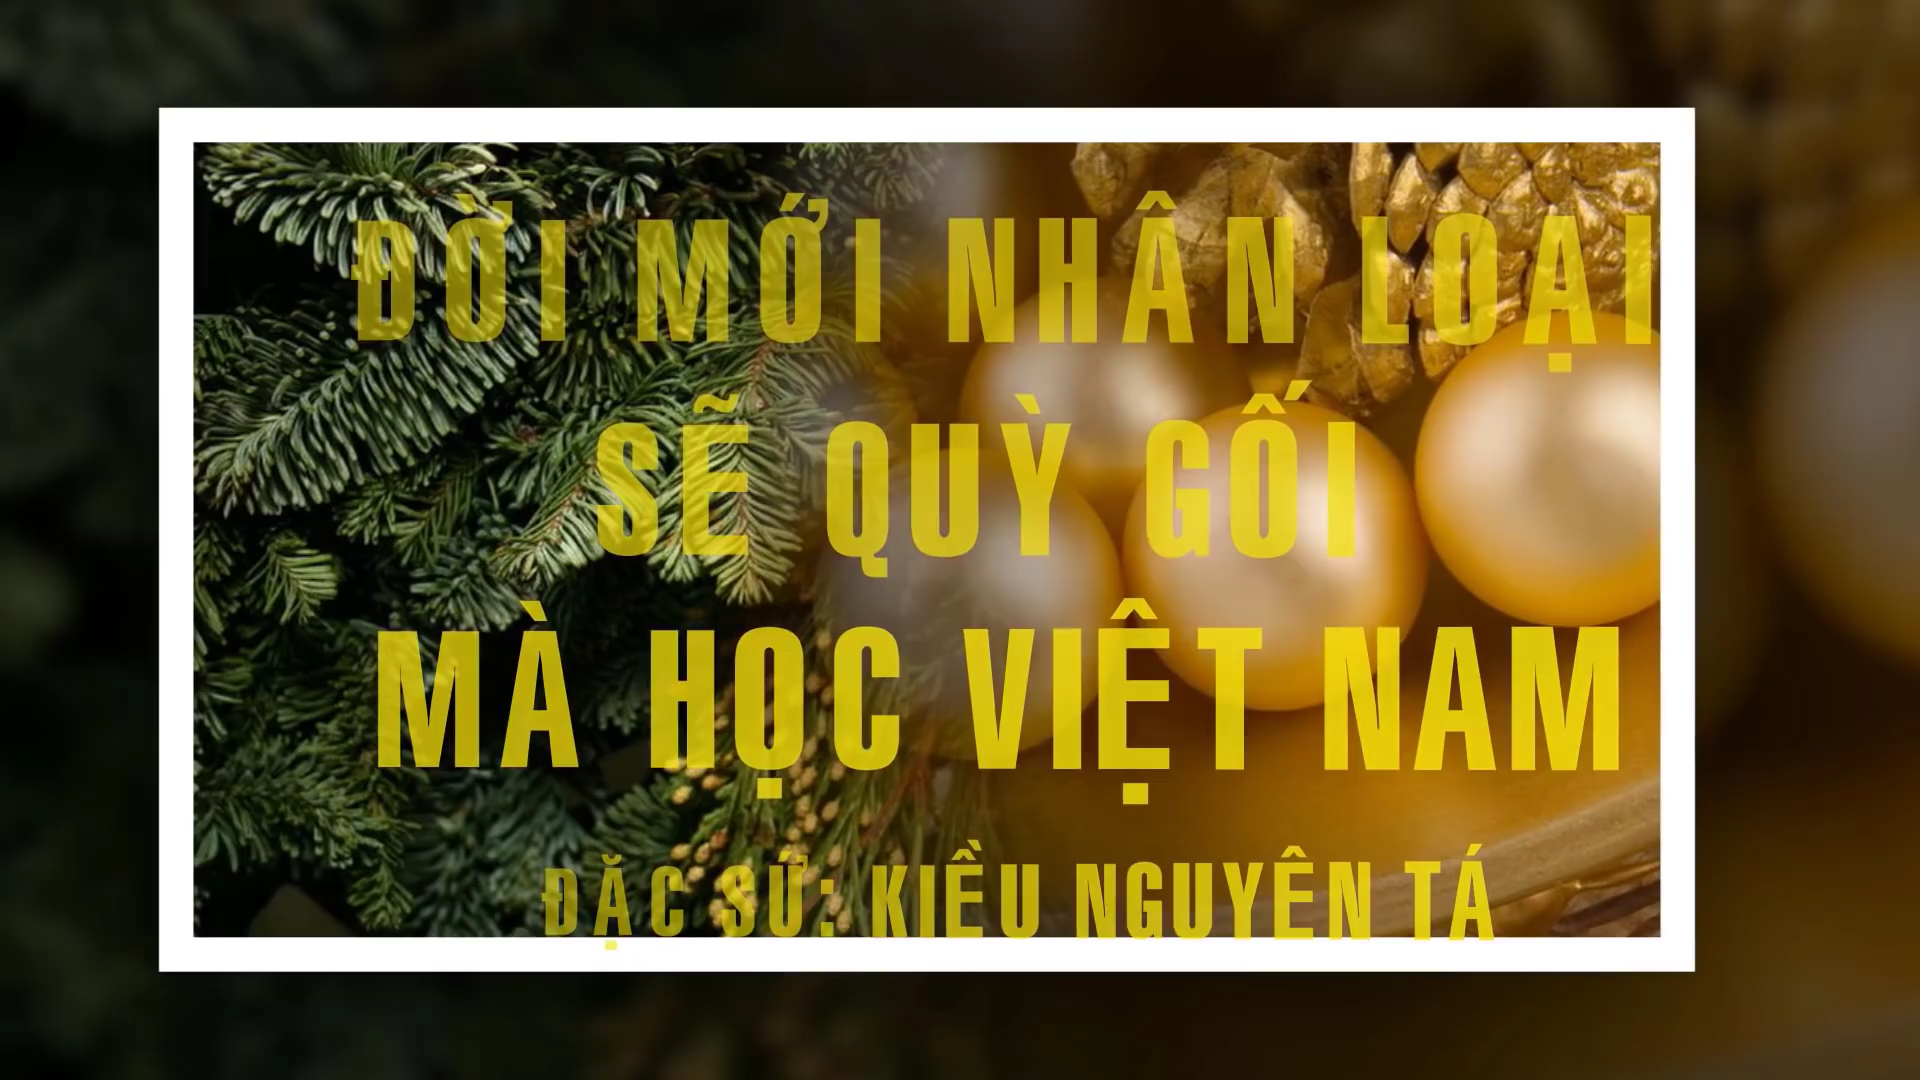 ĐỜI MỚI NHÂN LOẠI
SẼ QUỲ GỐI
MÀ HỌC VIỆT NAM
ĐẶC SỨ: KIỀU NGUYÊN TÁ